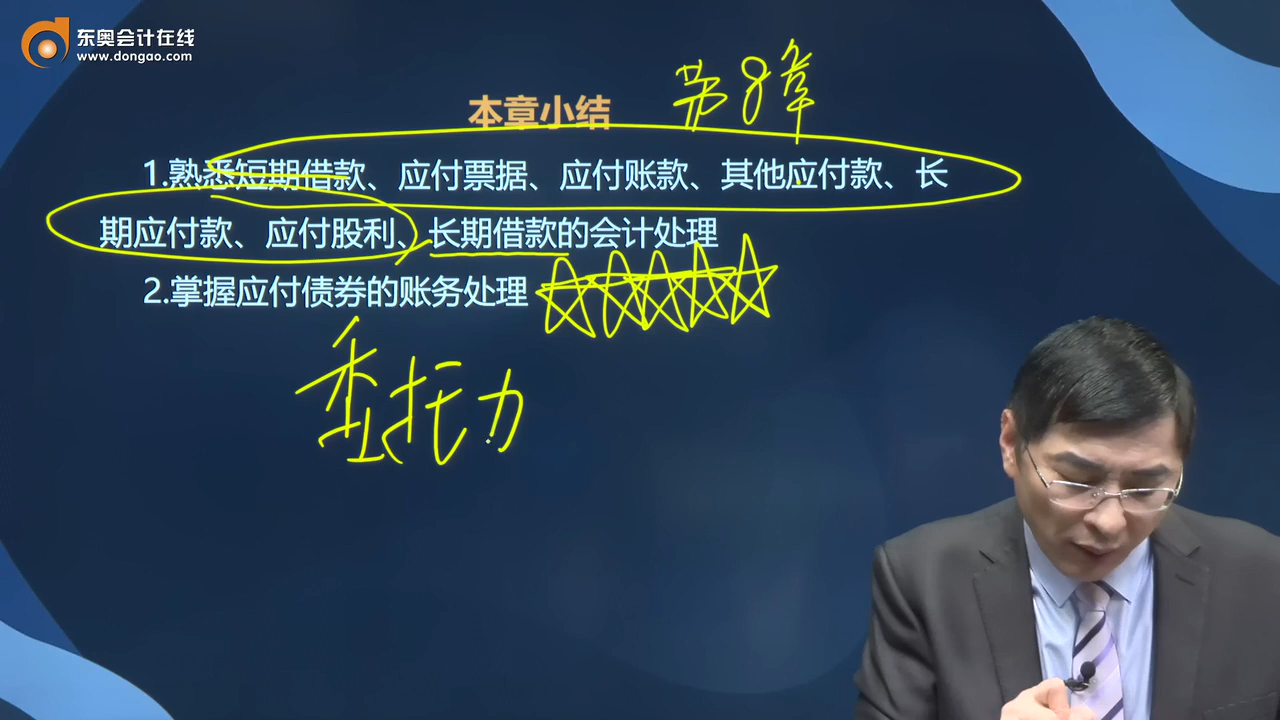 东奥会计在线
www.dongao.com
本章小结
第8章
1.熟悉短期借款、应付票据、应付账款、其他应付款、长
期应付款、应付股利、长期借款的会计处理
2.掌握应付债券的账务处理
委托力